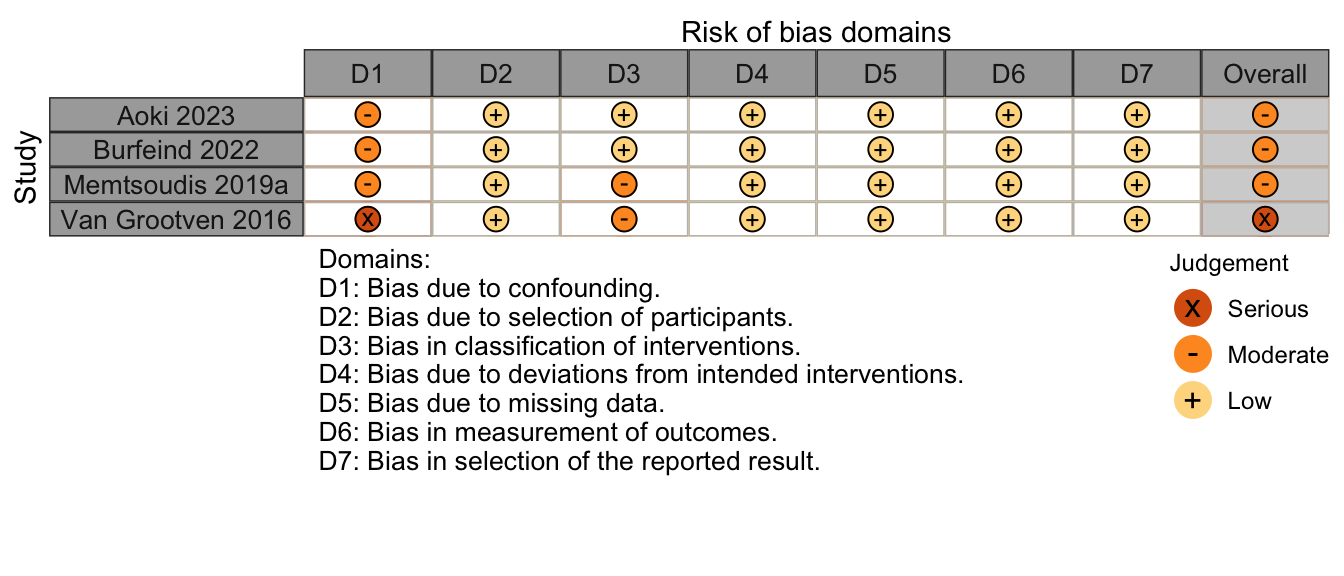 Risk of bias domains
D1 D2 D3 D4 D5 D6 D7 Overall
Study
Aoki 2023 - + + + + + + -
Burfeind 2022 - + + + + + + -
Memtsoudis 2019a - + - + + + + -
Van Grootven 2016 X + - + + + + X
Domains:
D1: Bias due to confounding.
D2: Bias due to selection of participants.
D3: Bias in classification of interventions.
D4: Bias due to deviations from intended interventions.
D5: Bias due to missing data.
D6: Bias in measurement of outcomes.
D7: Bias in selection of the reported result.
Judgement
X Serious
- Moderate
+ Low